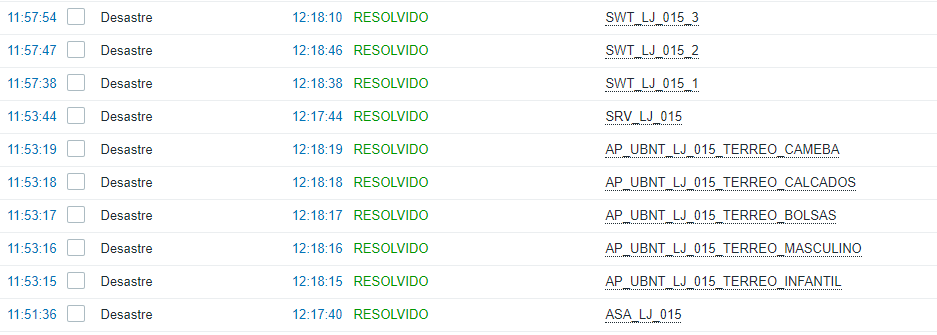 11:57:54 Desastre 12:18:10 RESOLVIDO SWT_LJ_015_3
11:57:47 Desastre 12:18:46 RESOLVIDO SWT_LJ_015_2
11:57:38 Desastre 12:18:38 RESOLVIDO SWT_LJ_015_1
11:53:44 Desastre 12:17:44 RESOLVIDO SRV_LJ_015
11:53:19 Desastre 12:18:19 RESOLVIDO AP_UBNT_LJ_015_TERREO_CAMEBA
11:53:18 Desastre 12:18:18 RESOLVIDO AP_UBNT_LJ_015_TERREO_CALCADOS
11:53:17 Desastre 12:18:17 RESOLVIDO AP_UBNT_LJ_015_TERREO_BOLSAS
11:53:16 Desastre 12:18:16 RESOLVIDO AP_UBNT_LJ_015_TERREO_MASCULINO
11:53:15 Desastre 12:18:15 RESOLVIDO AP_UBNT_LJ_015_TERREO_INFANTIL
11:51:36 Desastre 12:17:40 RESOLVIDO ASA_LJ_015